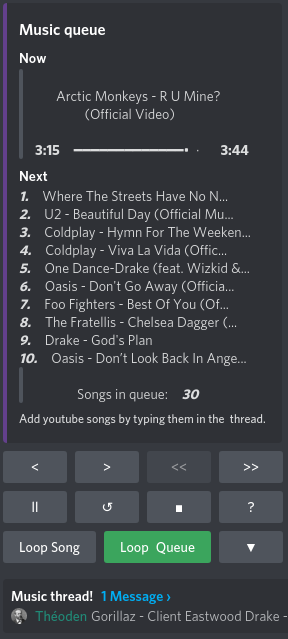 Music queue
Now
Arctic Monkeys - R U Mine?
(Official Video)
3:15 3:44
Next
1. Where The Streets Have No N...
2. U2 - Beautiful Day (Official Mu...
3. Coldplay - Hymn For The Weeken...
4. Coldplay - Viva La Vida (Offic...
5. One Dance-Drake (feat. Wizkid &...
6. Oasis - Don't Go Away (Officia...
7. Foo Fighters - Best Of You (Of...
8. The Fratellis - Chelsea Dagger (...
9. Drake - God's Plan
10. Oasis - Don't Look Back In Ange...
Songs in queue: 30
Add youtube songs by typing them in the thread.
< > << >>
II ↺ ■ ?
Loop Song Loop Queue ▼
Music thread! 1 Message ›
Théoden Gorillaz - Client Eastwood Drake -